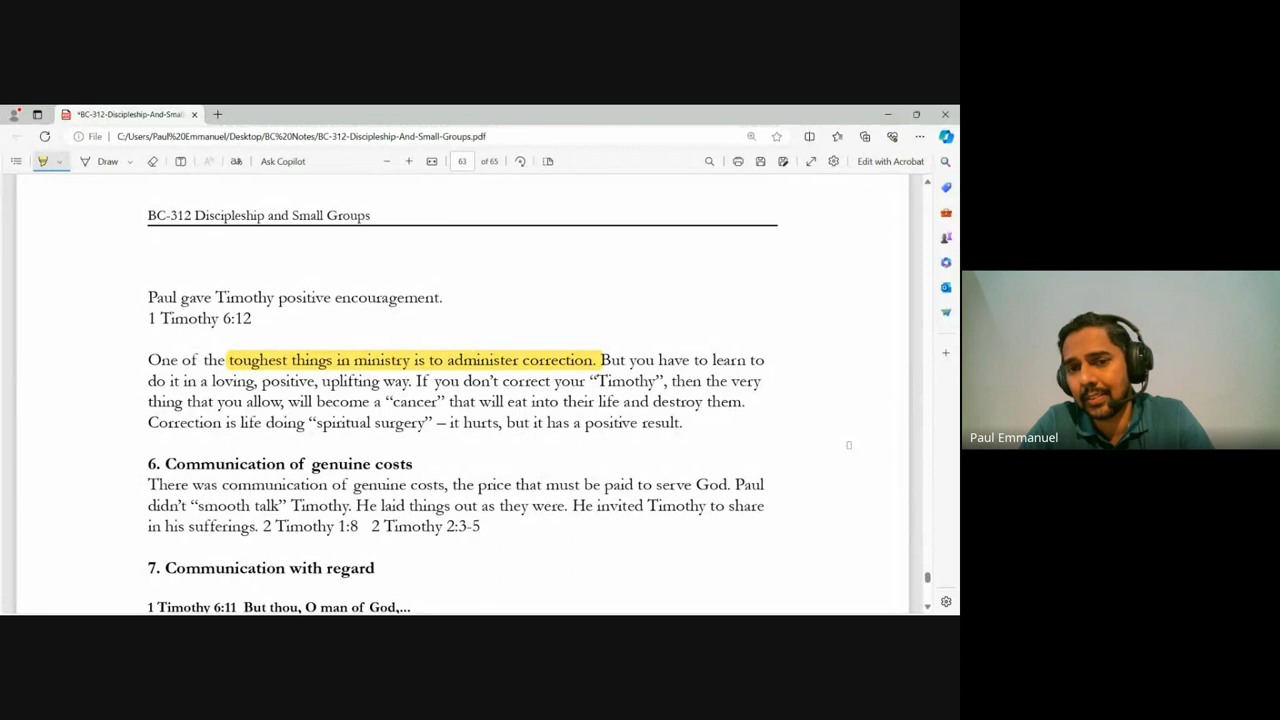 *BC-312-Discipleship-And-Small
File
C:/Users/Paul%20Emmanuel/Desktop/BC%20Notes/BC-312-Discipleship-And-Small-Groups.pdf
Draw
Ask Copilot
63 of 65
Edit with Acrobat
BC-312 Discipleship and Small Groups
Paul gave Timothy positive encouragement.
1 Timothy 6:12
One of the toughest things in ministry is to administer correction. But you have to learn to
do it in a loving, positive, uplifting way. If you don’t correct your “Timothy”, then the very
thing that you allow, will become a “cancer” that will eat into their life and destroy them.
Correction is life doing “spiritual surgery” – it hurts, but it has a positive result.
6. Communication of genuine costs
There was communication of genuine costs, the price that must be paid to serve God. Paul
didn’t “smooth talk” Timothy. He laid things out as they were. He invited Timothy to share
in his sufferings. 2 Timothy 1:8 2 Timothy 2:3-5
7. Communication with regard
1 Timothy 6:11 But thou, O man of God,...
Paul Emmanuel